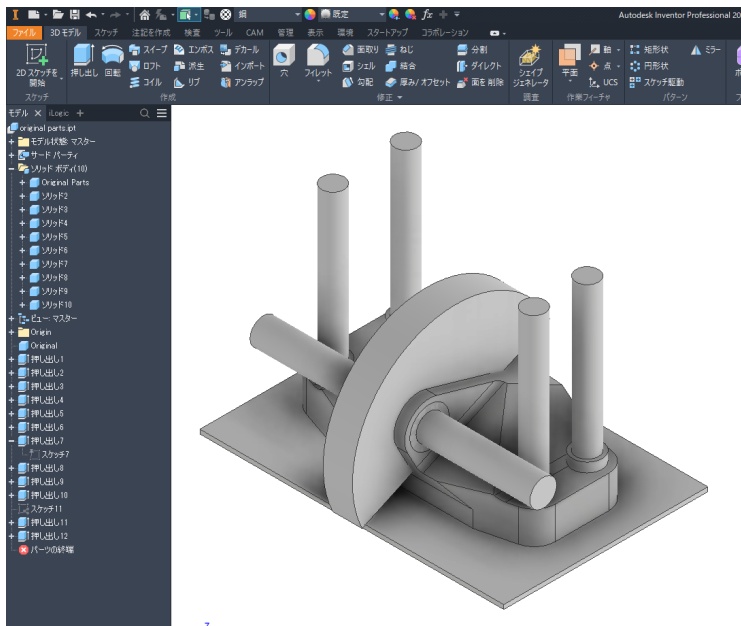 鋼 既定 Autodesk Inventor Professional 20
ファイル 3D モデル スケッチ 注記を作成 検査 ツール CAM 管理 表示 環境 スタートアップ コラボレーション
2D スケッチを 開始
押し出し
回転
スイープ エンボス デカール
ロフト 派生 インポート
コイル リブ アンラップ
穴
フィレット
面取り ねじ 分割
シェル 結合 ダイレクト
勾配 厚み/オフセット 面を削除
シェイプ ジェネレータ
平面
軸
点
UCS
矩形状 ミラー
円形状
スケッチ駆動
スケッチ 作成 修正 調査 作業フィーチャ パターン
モデル × iLogic +
original parts.ipt
モデル状態: マスター
サード パーティ
ソリッド ボディ(10)
Original Parts
ソリッド2
ソリッド3
ソリッド4
ソリッド5
ソリッド6
ソリッド7
ソリッド8
ソリッド9
ソリッド10
ビュー: マスター
Origin
Original
押し出し1
押し出し2
押し出し3
押し出し4
押し出し5
押し出し6
押し出し7
スケッチ7
押し出し8
押し出し9
押し出し10
スケッチ11
押し出し11
押し出し12
パーツの終端
Z